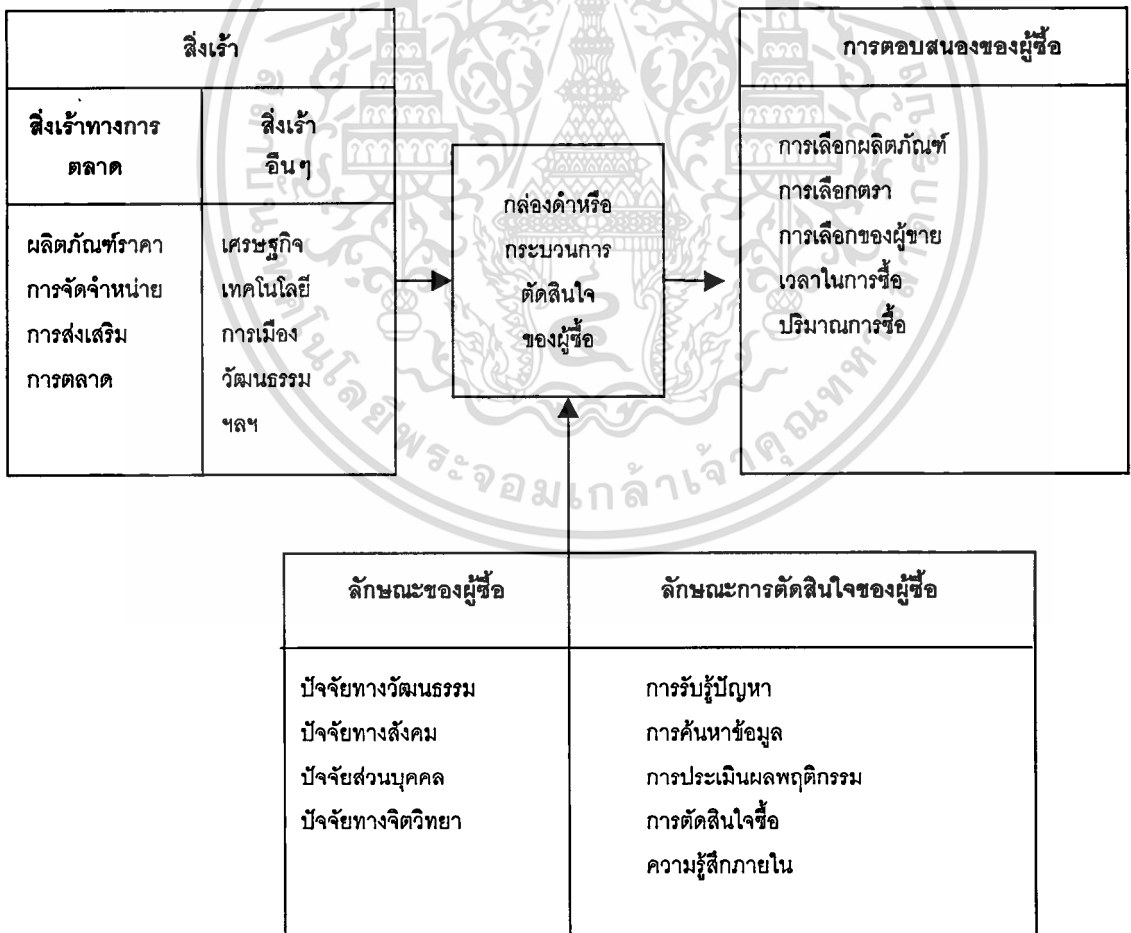 สิ่งเร้า
สิ่งเร้าทางการ
ตลาด
สิ่งเร้า
อื่นๆ
ผลิตภัณฑ์ราคา
การจัดจำหน่าย
การส่งเสริม
การตลาด
เศรษฐกิจ
เทคโนโลยี
การเมือง
วัฒนธรรม
ฯลฯ
กล่องดำหรือ
กระบวนการ
ตัดสินใจ
ของผู้ซื้อ
การตอบสนองของผู้ซื้อ
การเลือกผลิตภัณฑ์
การเลือกตรา
การเลือกของผู้ขาย
เวลาในการซื้อ
ปริมาณการซื้อ
ลักษณะของผู้ซื้อ
ปัจจัยทางวัฒนธรรม
ปัจจัยทางสังคม
ปัจจัยส่วนบุคคล
ปัจจัยทางจิตวิทยา
ลักษณะการตัดสินใจของผู้ซื้อ
การรับรู้ปัญหา
การค้นหาข้อมูล
การประเมินผลพฤติกรรม
การตัดสินใจซื้อ
ความรู้สึกภายใน